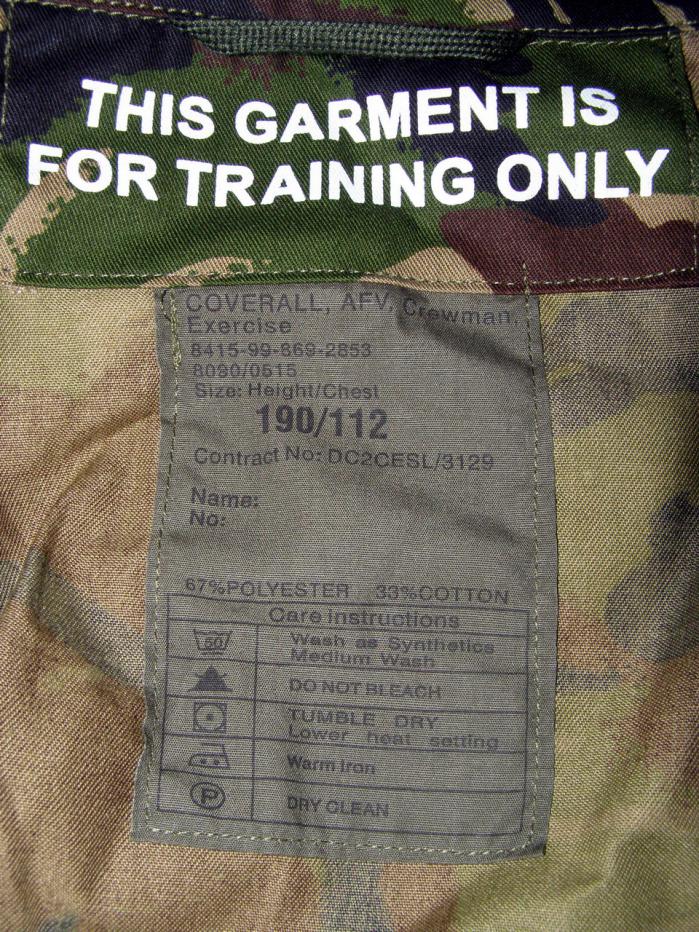 THIS GARMENT IS
FOR TRAINING ONLY
COVERALL, AFV, Crewman,
Exercise
8415-99-869-2853
8090/0515
Size: Height/Chest
190/112
Contract No: DC2CESL/3129
Name:
No:
67%POLYESTER 33%COTTON
Care instructions
60
Wash as Synthetics
Medium Wash
DO NOT BLEACH
TUMBLE DRY
Lower heat setting
Warm Iron
P
DRY CLEAN